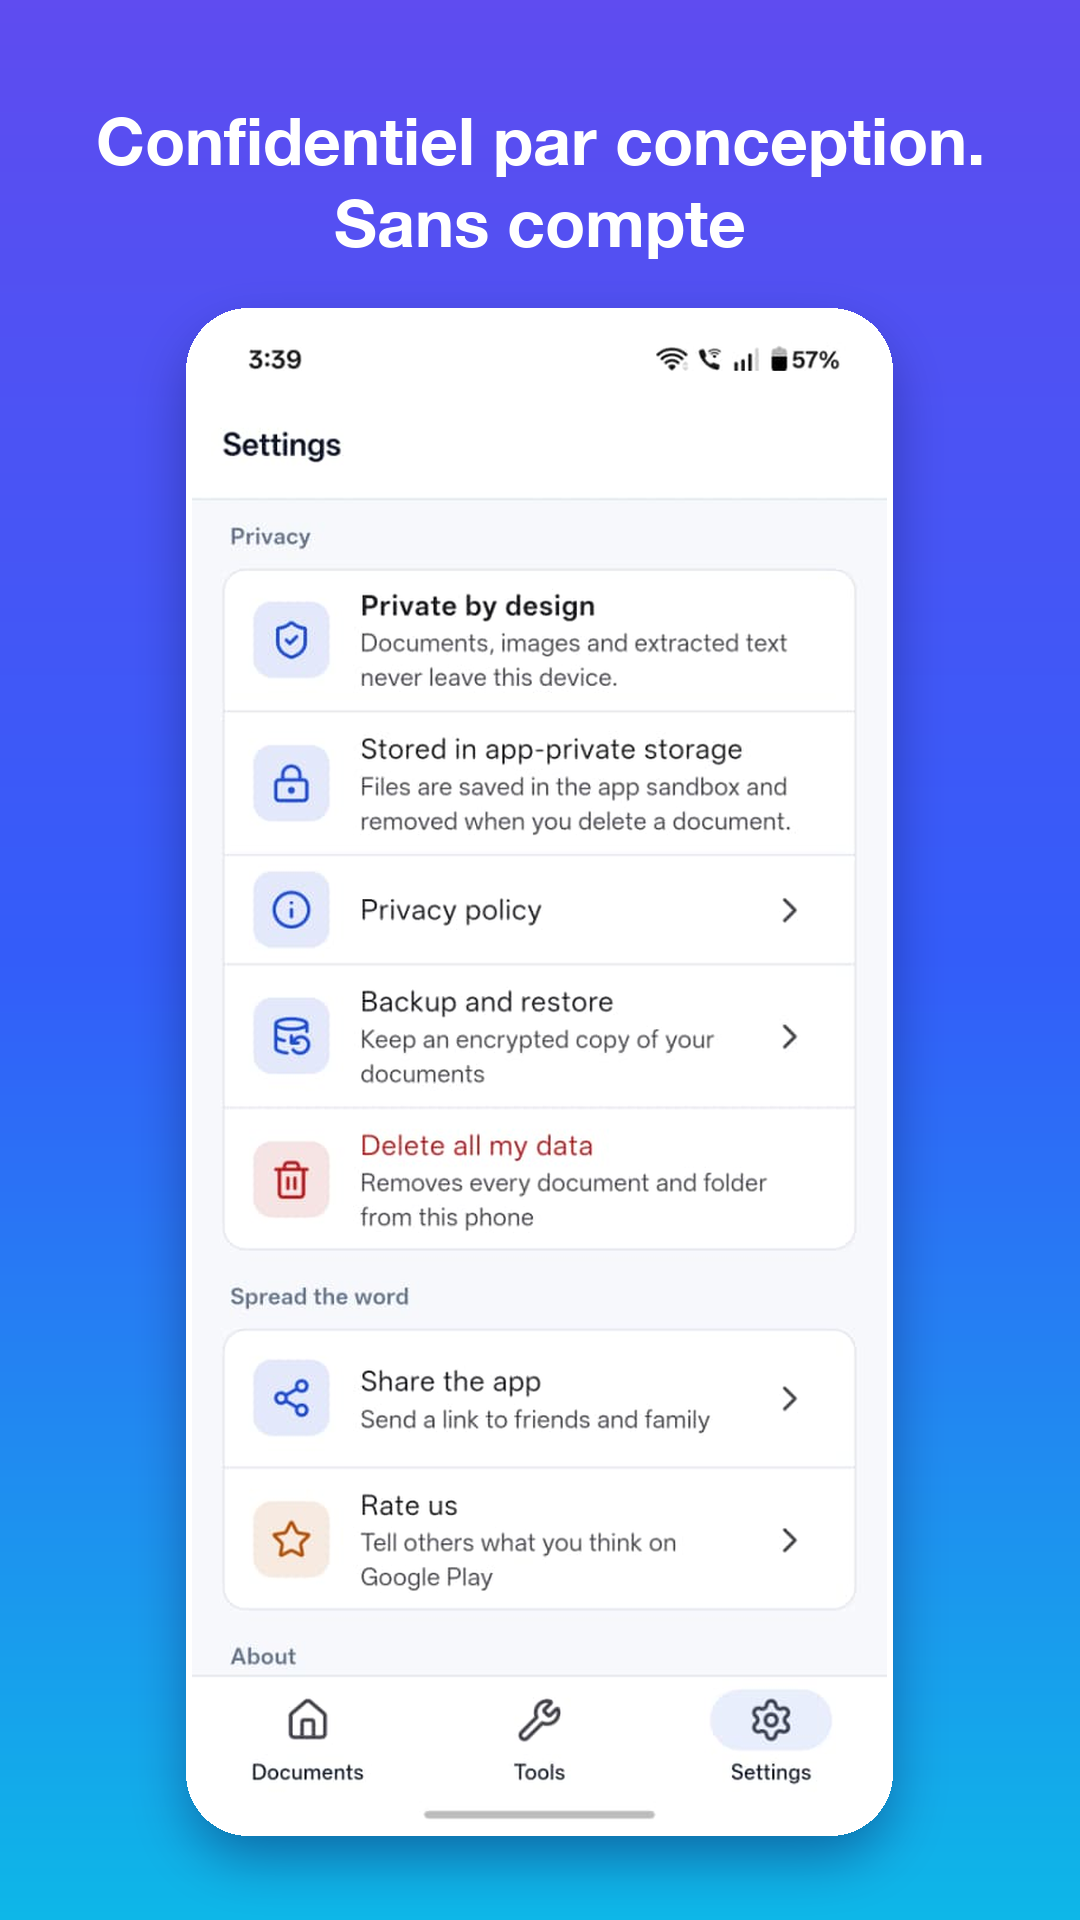 Confidentiel par conception.
Sans compte
3:39
57%
Settings
Privacy
Private by design
Documents, images and extracted text
never leave this device.
Stored in app-private storage
Files are saved in the app sandbox and
removed when you delete a document.
Privacy policy
Backup and restore
Keep an encrypted copy of your
documents
Delete all my data
Removes every document and folder
from this phone
Spread the word
Share the app
Send a link to friends and family
Rate us
Tell others what you think on
Google Play
About
Documents
Tools
Settings